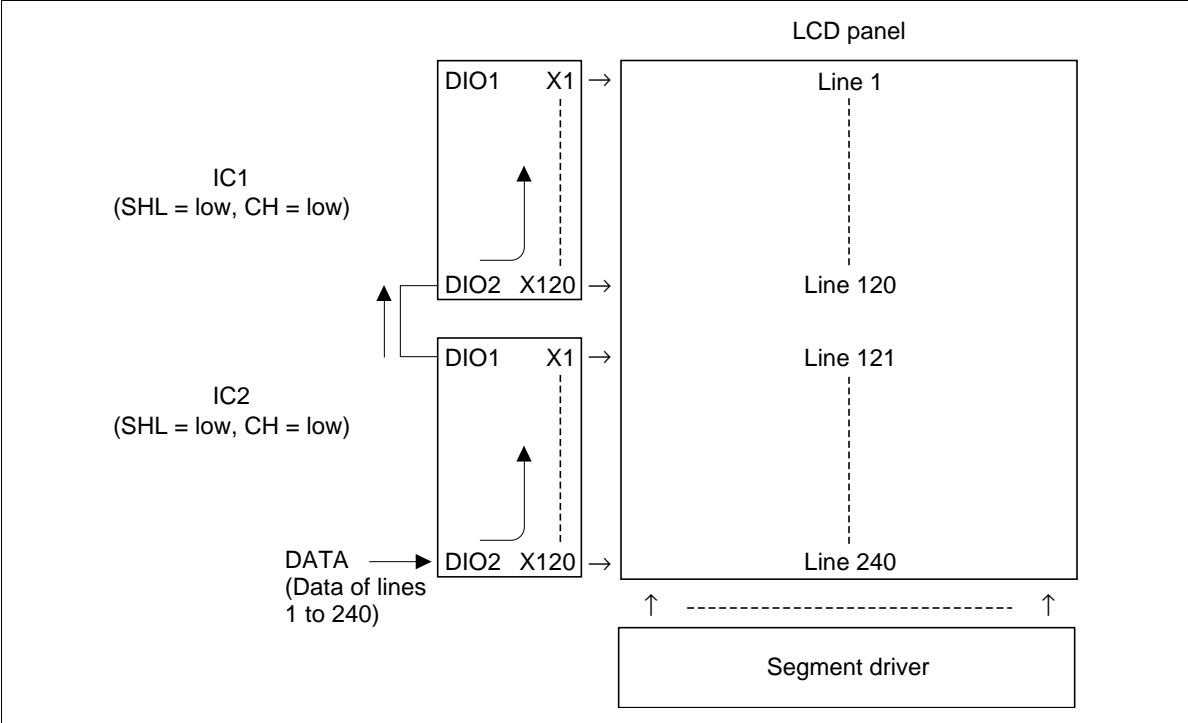 LCD panel
DIO1 X1 → Line 1
IC1
(SHL = low, CH = low)
DIO2 X120 → Line 120
DIO1 X1 → Line 121
IC2
(SHL = low, CH = low)
DATA DIO2 X120 → Line 240
(Data of lines
1 to 240)
Segment driver